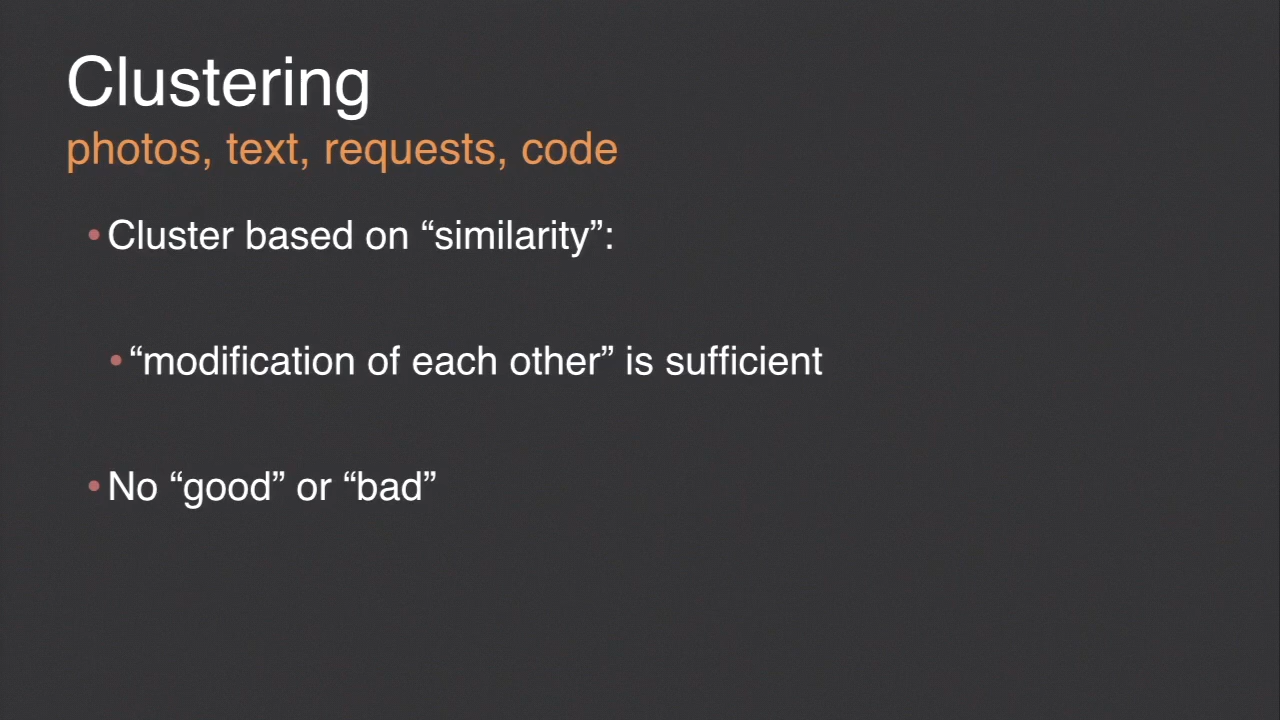 Clustering
photos, text, requests, code
• Cluster based on “similarity”:
• “modification of each other” is sufficient
• No “good” or “bad”